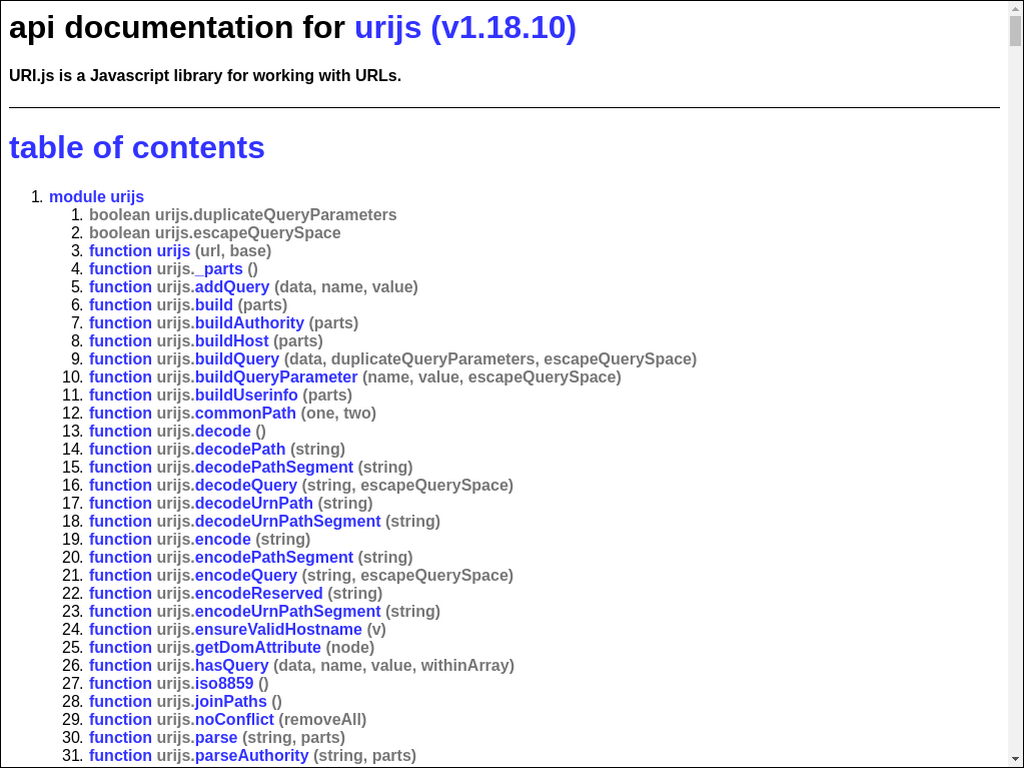 api documentation for urijs (v1.18.10)
URI.js is a Javascript library for working with URLs.
table of contents
1. module urijs
1. boolean urijs.duplicateQueryParameters
2. boolean urijs.escapeQuerySpace
3. function urijs (url, base)
4. function urijs._parts ()
5. function urijs.addQuery (data, name, value)
6. function urijs.build (parts)
7. function urijs.buildAuthority (parts)
8. function urijs.buildHost (parts)
9. function urijs.buildQuery (data, duplicateQueryParameters, escapeQuerySpace)
10. function urijs.buildQueryParameter (name, value, escapeQuerySpace)
11. function urijs.buildUserinfo (parts)
12. function urijs.commonPath (one, two)
13. function urijs.decode ()
14. function urijs.decodePath (string)
15. function urijs.decodePathSegment (string)
16. function urijs.decodeQuery (string, escapeQuerySpace)
17. function urijs.decodeUrnPath (string)
18. function urijs.decodeUrnPathSegment (string)
19. function urijs.encode (string)
20. function urijs.encodePathSegment (string)
21. function urijs.encodeQuery (string, escapeQuerySpace)
22. function urijs.encodeReserved (string)
23. function urijs.encodeUrnPathSegment (string)
24. function urijs.ensureValidHostname (v)
25. function urijs.getDomAttribute (node)
26. function urijs.hasQuery (data, name, value, withinArray)
27. function urijs.iso8859 ()
28. function urijs.joinPaths ()
29. function urijs.noConflict (removeAll)
30. function urijs.parse (string, parts)
31. function urijs.parseAuthority (string, parts)